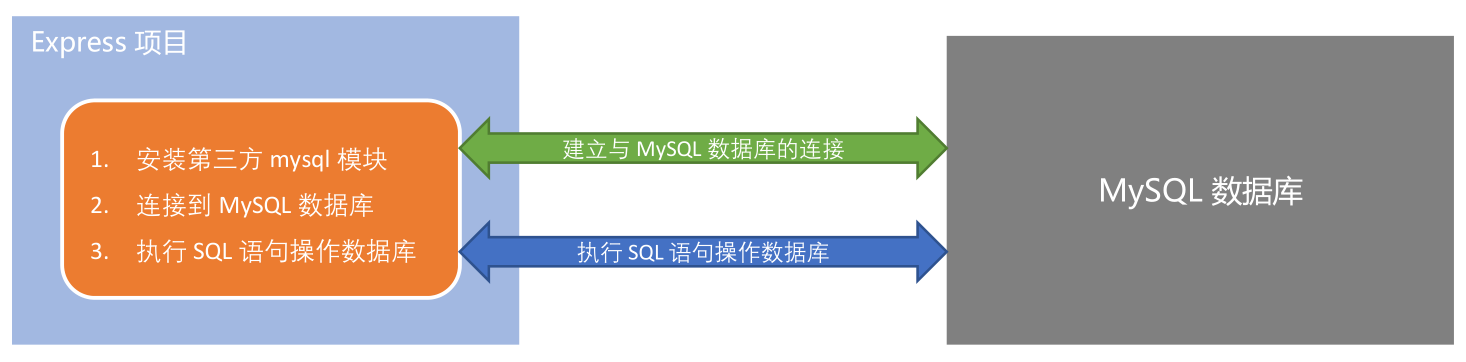 Express 项目
1. 安装第三方 mysql 模块
2. 连接到 MySQL 数据库
3. 执行 SQL 语句操作数据库
建立与 MySQL 数据库的连接
执行 SQL 语句操作数据库
MySQL 数据库